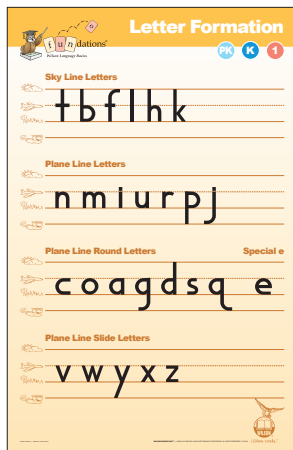 Letter Formation
fundations®
Wilson Language Basics
PK K 1
Sky Line Letters
t b f l h k
Plane Line Letters
n m i u r p j
Plane Line Round Letters Special e
c o a g d s q e
Plane Line Slide Letters
v w y x z